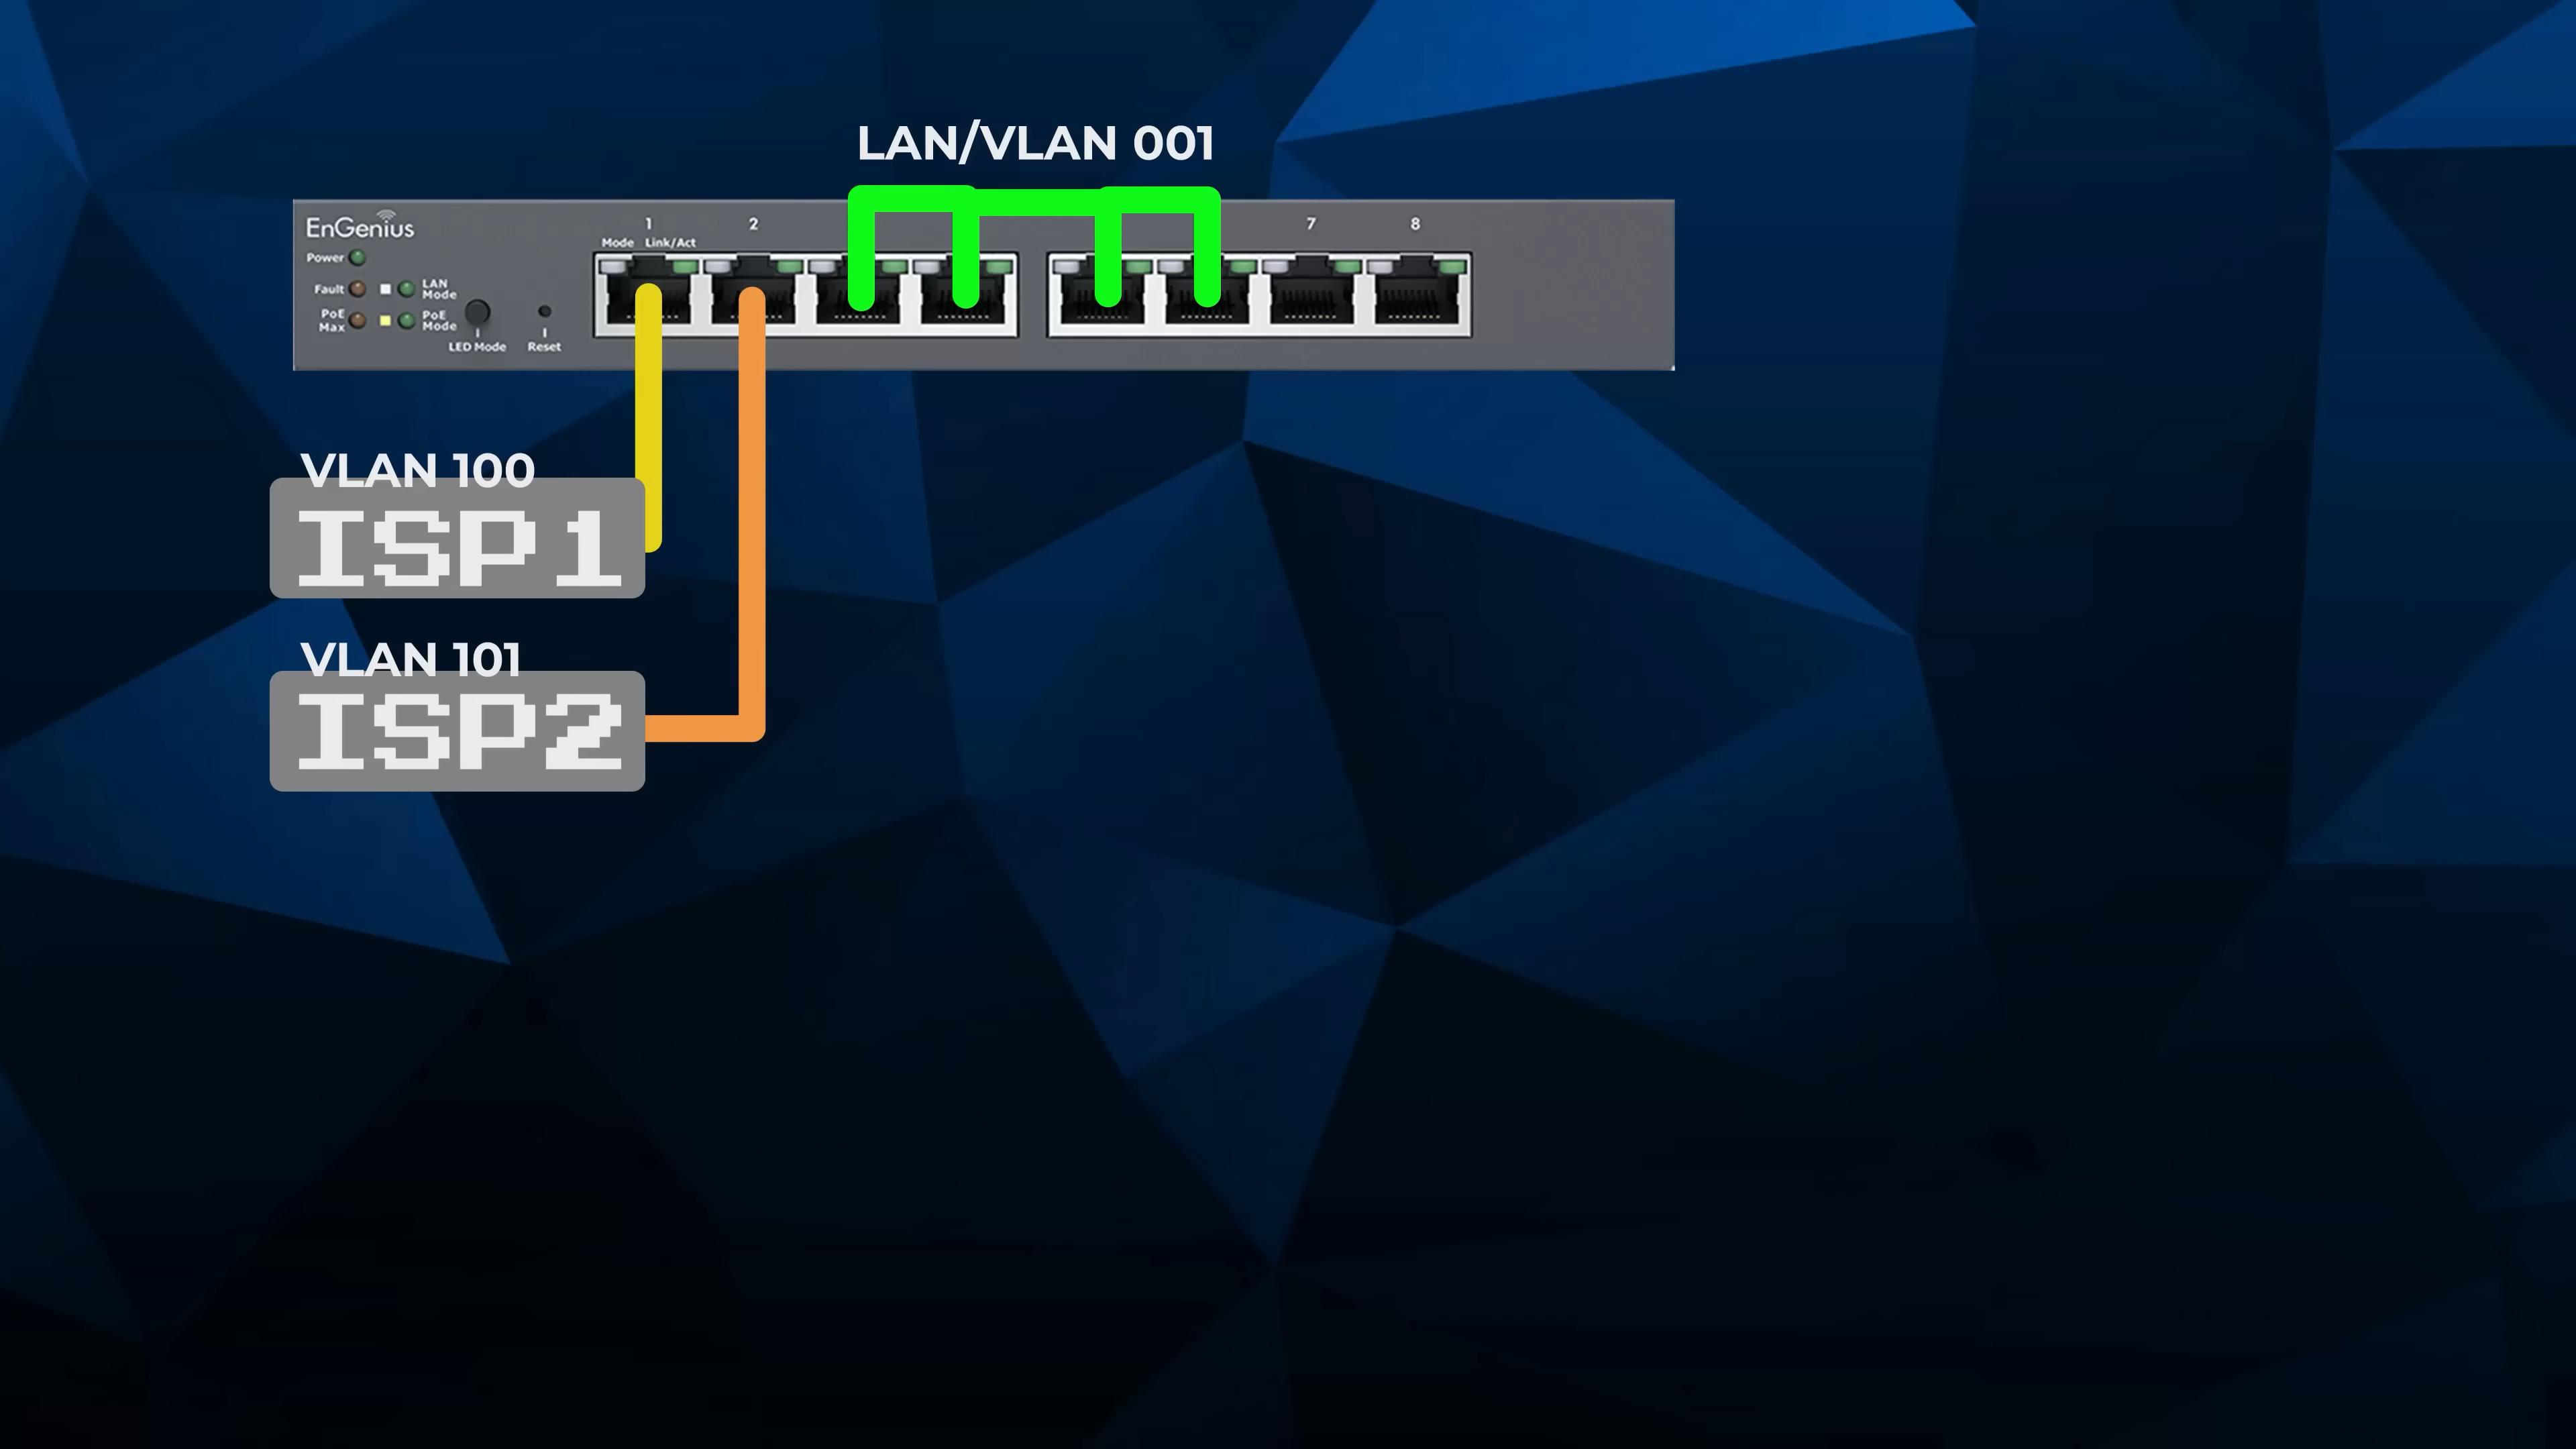 LAN/VLAN 001
EnGenius
1
2
7
8
Mode Link/Act
Power
Fault
LAN Mode
PoE Max
PoE Mode
LED Mode
Reset
VLAN 100
ISP1
VLAN 101
ISP2